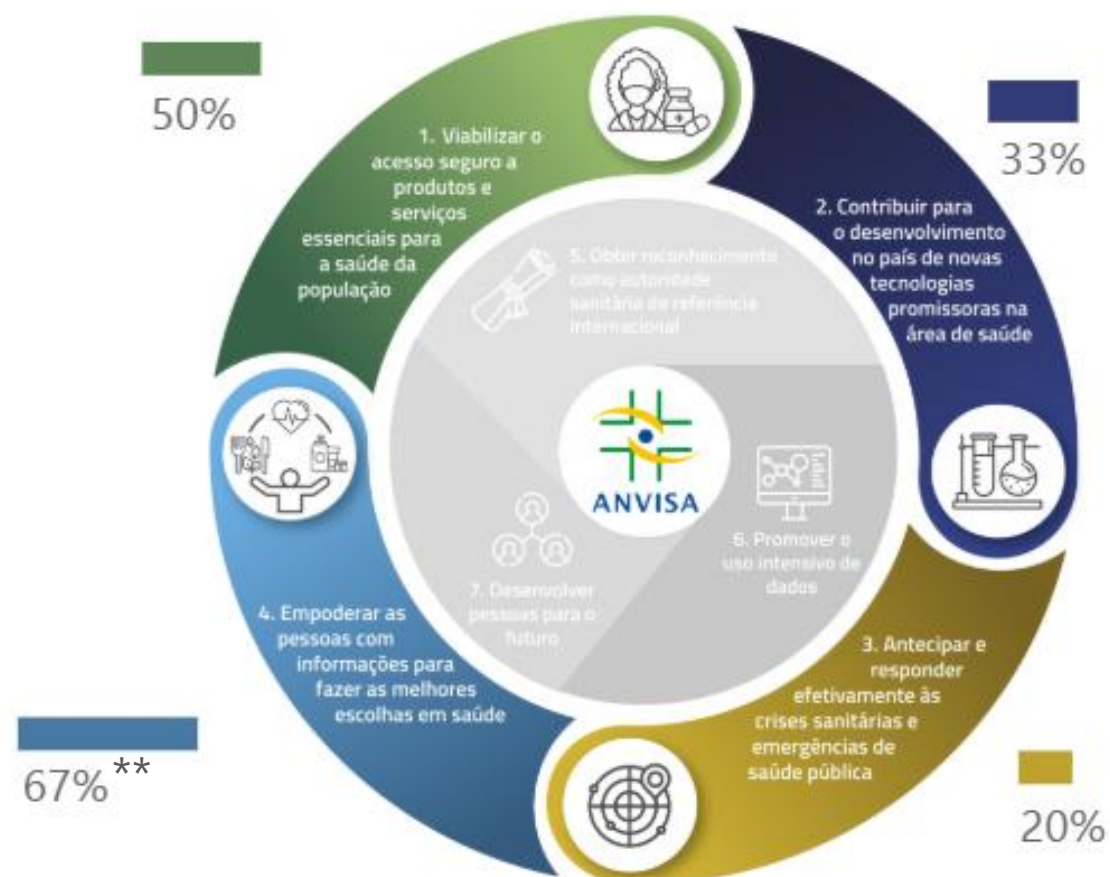 50%
1. Viabilizar o
acesso seguro a
produtos e
serviços
essenciais para
a saúde da
população
33%
2. Contribuir para
o desenvolvimento
no país de novas
tecnologias
promissoras na
área de saúde
5. Obter reconhecimento
como autoridade
sanitária de referência
internacional
ANVISA
6. Promover o
uso intensivo de
dados
7. Desenvolver
pessoas para o
futuro
4. Empoderar as
pessoas com
informações para
fazer as melhores
escolhas em saúde
67%**
3. Antecipar e
responder
efetivamente às
crises sanitárias e
emergências de
saúde pública
20%